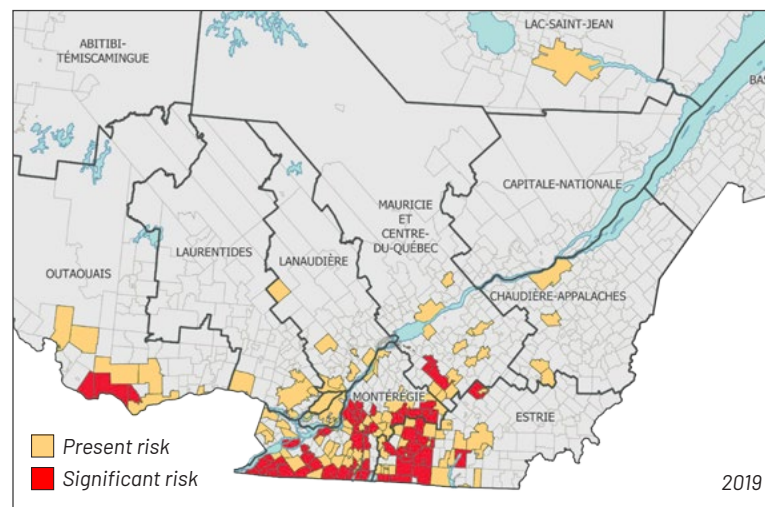 LAC-SAINT-JEAN
ABITIBI-
TÉMISCAMINGUE
BAS
CAPITALE-NATIONALE
MAURICIE
ET
CENTRE-
DU-QUÉBEC
LAURENTIDES
LANAUDIÈRE
OUTAOUAIS
CHAUDIÈRE-APPALACHES
MONTÉRÉGIE
ESTRIE
Present risk
Significant risk
2019